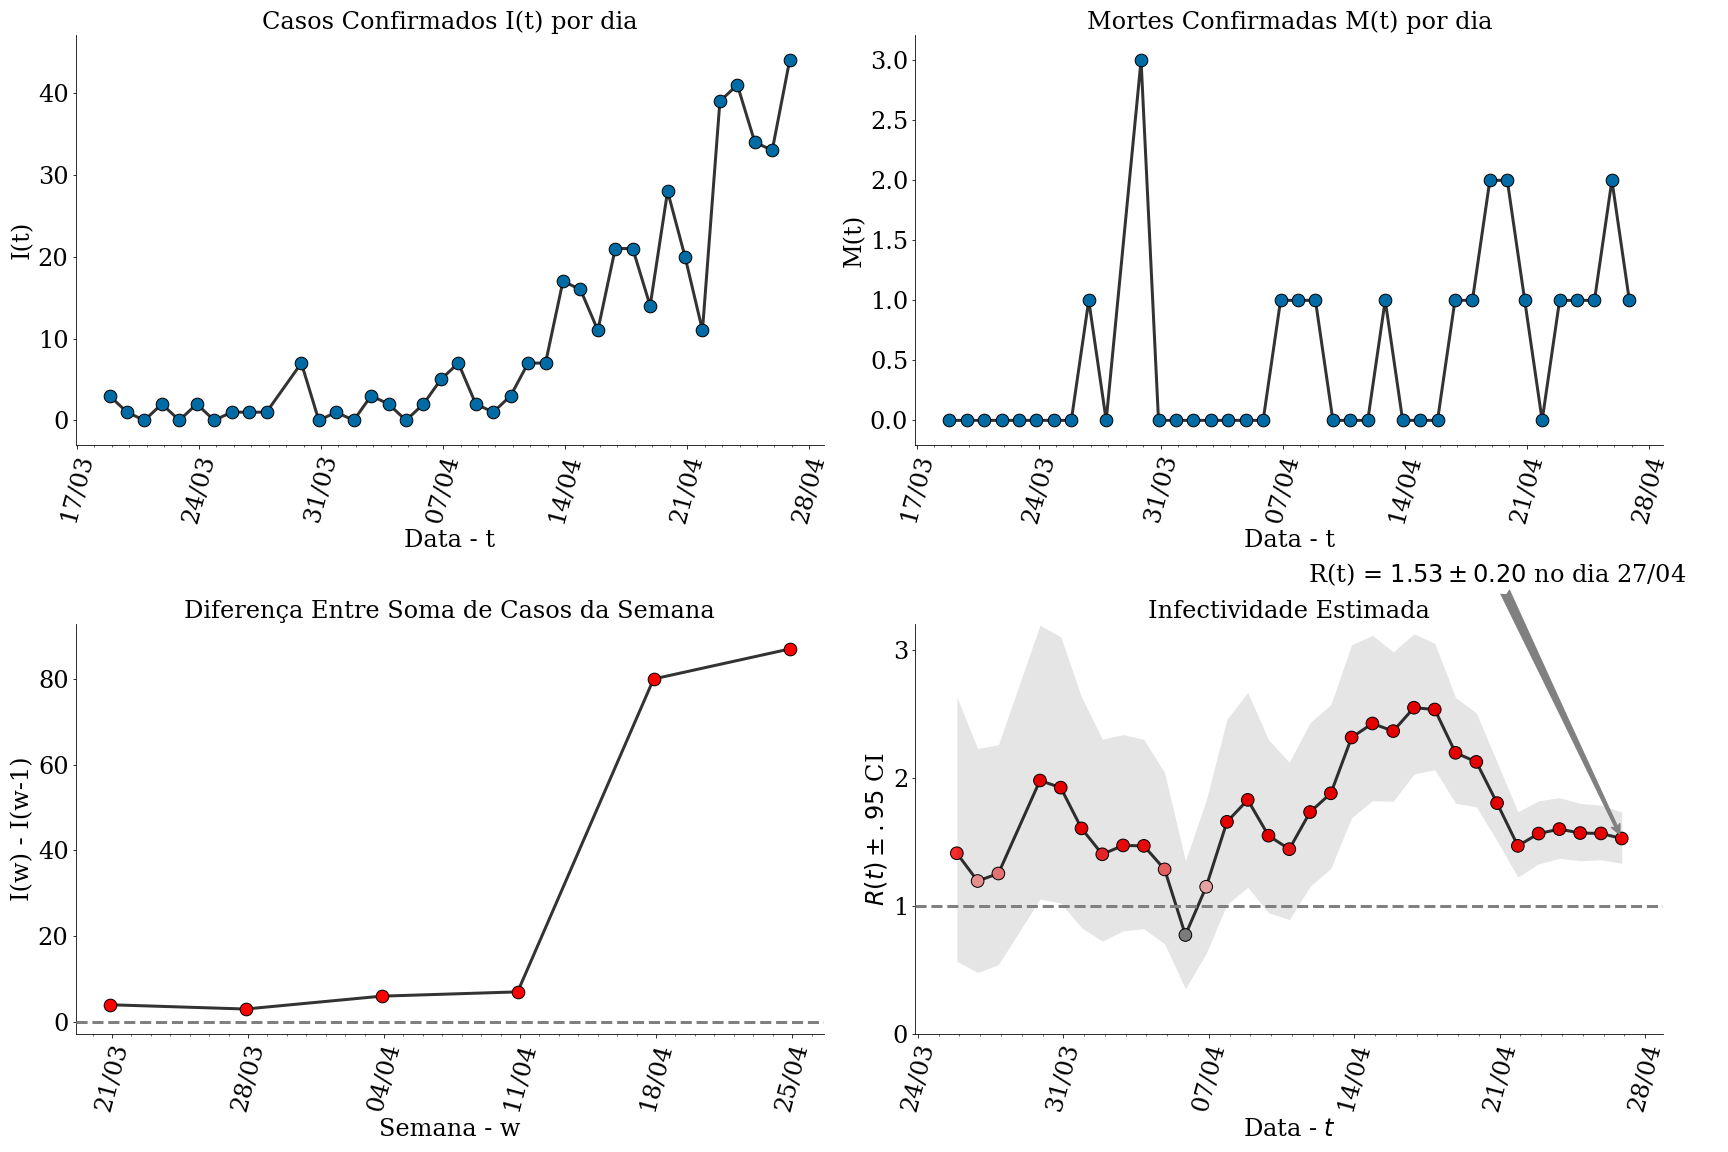 Casos Confirmados I(t) por dia
I(t)
40
30
20
10
0
17/03 24/03 31/03 07/04 14/04 21/04 28/04
Data - t
Mortes Confirmadas M(t) por dia
M(t)
3.0
2.5
2.0
1.5
1.0
0.5
0.0
17/03 24/03 31/03 07/04 14/04 21/04 28/04
Data - t
Diferença Entre Soma de Casos da Semana
I(w) - I(w-1)
80
60
40
20
0
21/03 28/03 04/04 11/04 18/04 25/04
Semana - w
R(t) = 1.53 ± 0.20 no dia 27/04
Infectividade Estimada
R(t) ± .95 CI
3
2
1
0
24/03 31/03 07/04 14/04 21/04 28/04
Data - t